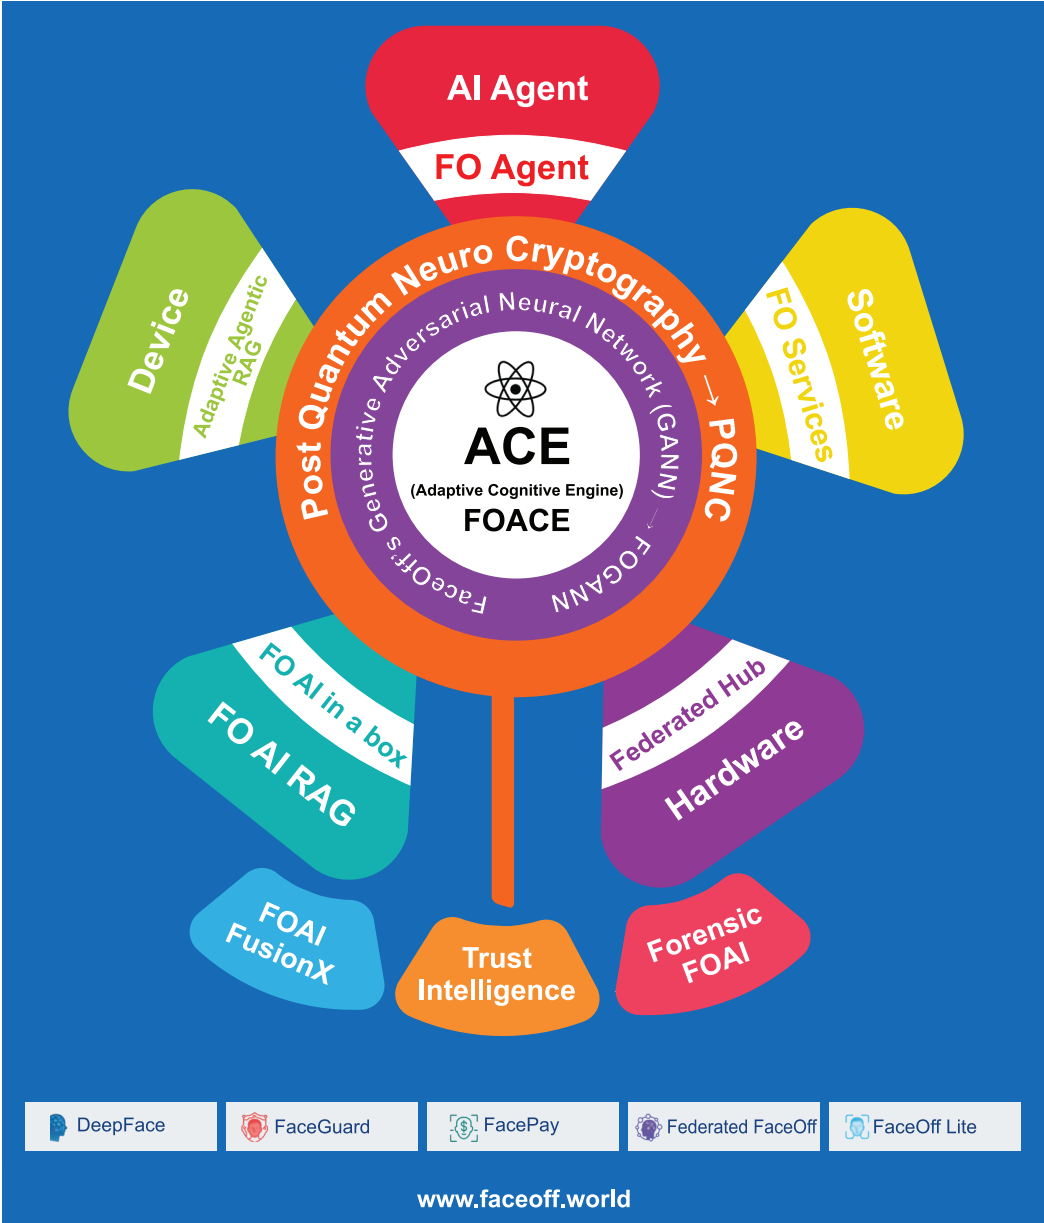 AI Agent
FO Agent
Device
Adaptive Agentic
RAG
Software
FO Services
Post Quantum Neuro Cryptography → PQNC
FaceOff's Generative Adversarial Neural Network (GANN) → FOGANN
ACE
(Adaptive Cognitive Engine)
FOACE
FO AI in a box
FO AI RAG
Federated Hub
Hardware
FOAI
FusionX
Trust
Intelligence
Forensic
FOAI
DeepFace
FaceGuard
$
FacePay
Federated FaceOff
FaceOff Lite
www.faceoff.world